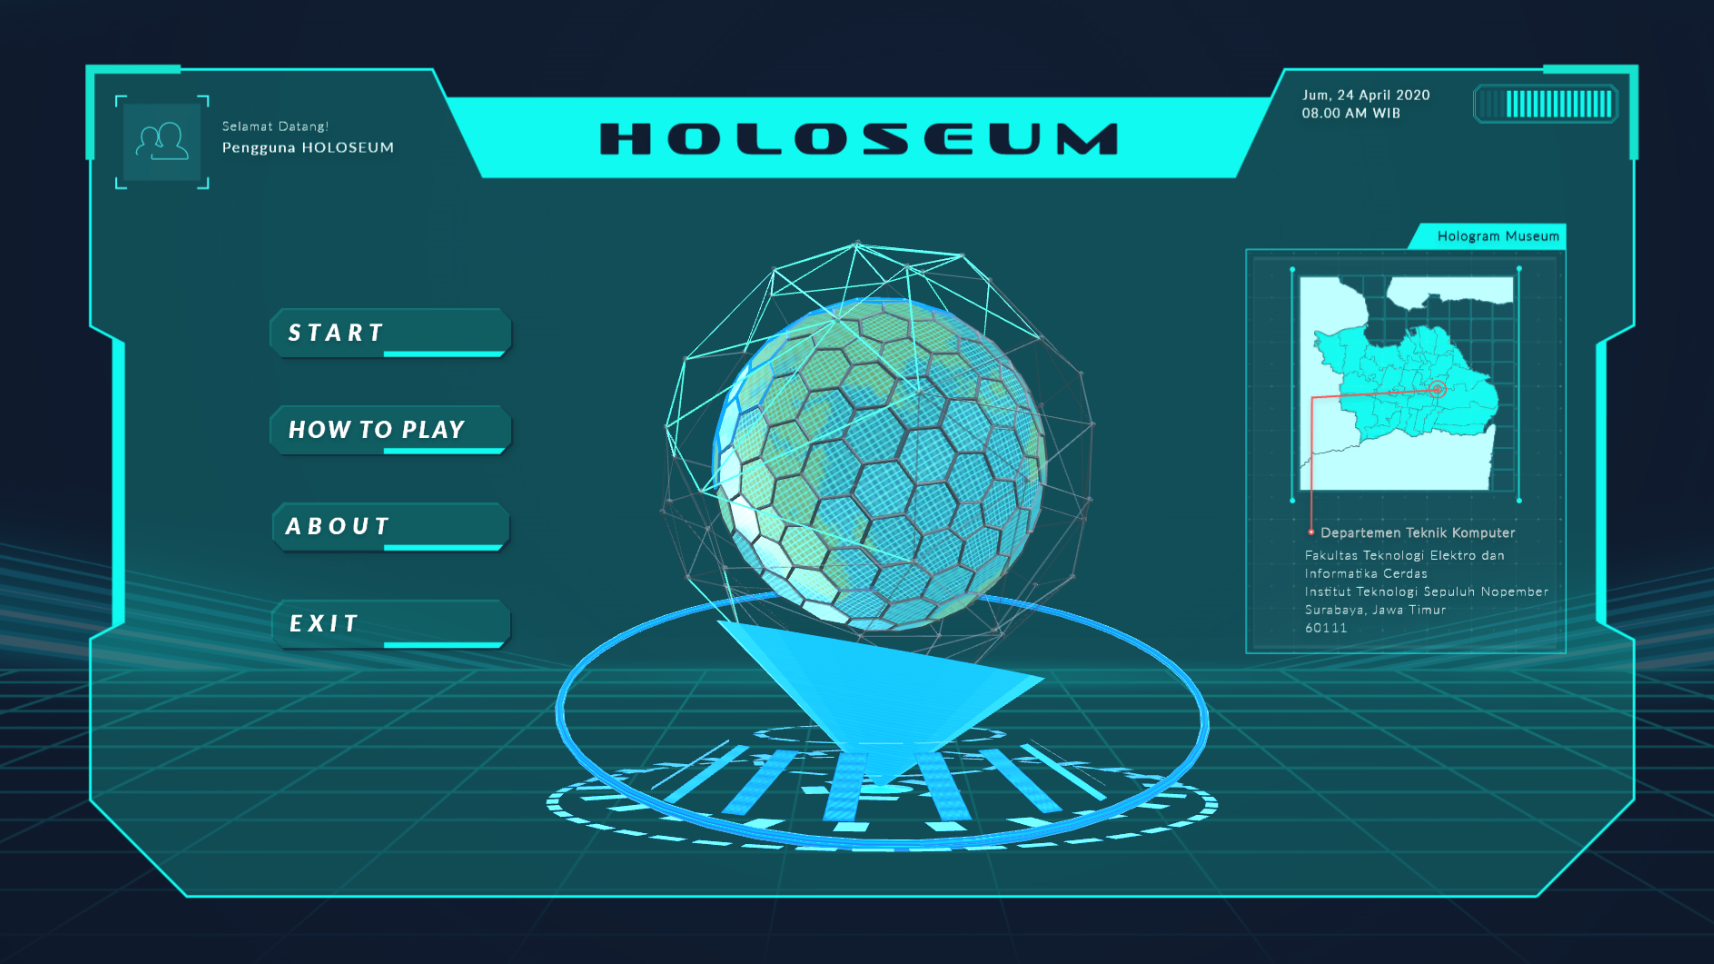 Selamat Datang!
Pengguna HOLOSEUM
HOLOSEUM
Jum, 24 April 2020
08.00 AM WIB
START
HOW TO PLAY
ABOUT
EXIT
Hologram Museum
Departemen Teknik Komputer
Fakultas Teknologi Elektro dan
Informatika Cerdas
Institut Teknologi Sepuluh Nopember
Surabaya, Jawa Timur
60111